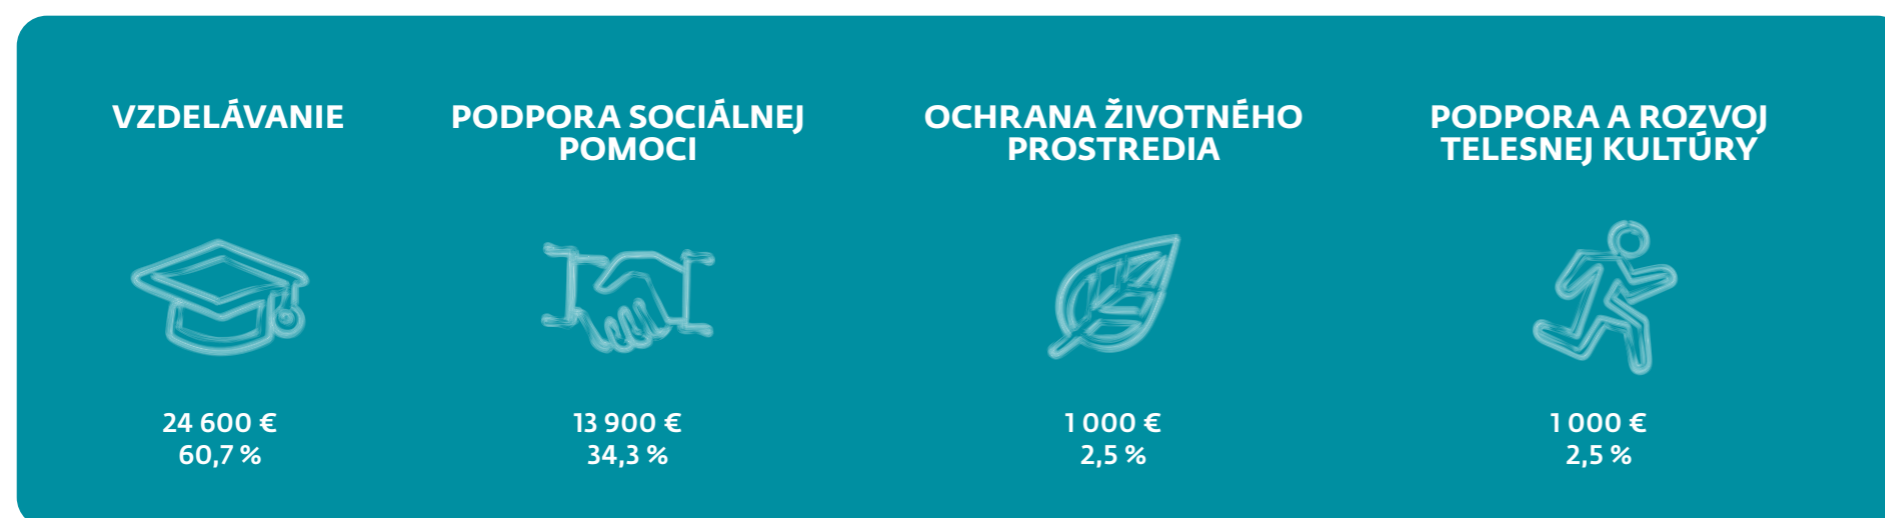 VZDELÁVANIE
24 600 €
60,7 %
PODPORA SOCIÁLNEJ
POMOCI
13 900 €
34,3 %
OCHRANA ŽIVOTNÉHO
PROSTREDIA
1 000 €
2,5 %
PODPORA A ROZVOJ
TELESNEJ KULTÚRY
1 000 €
2,5 %